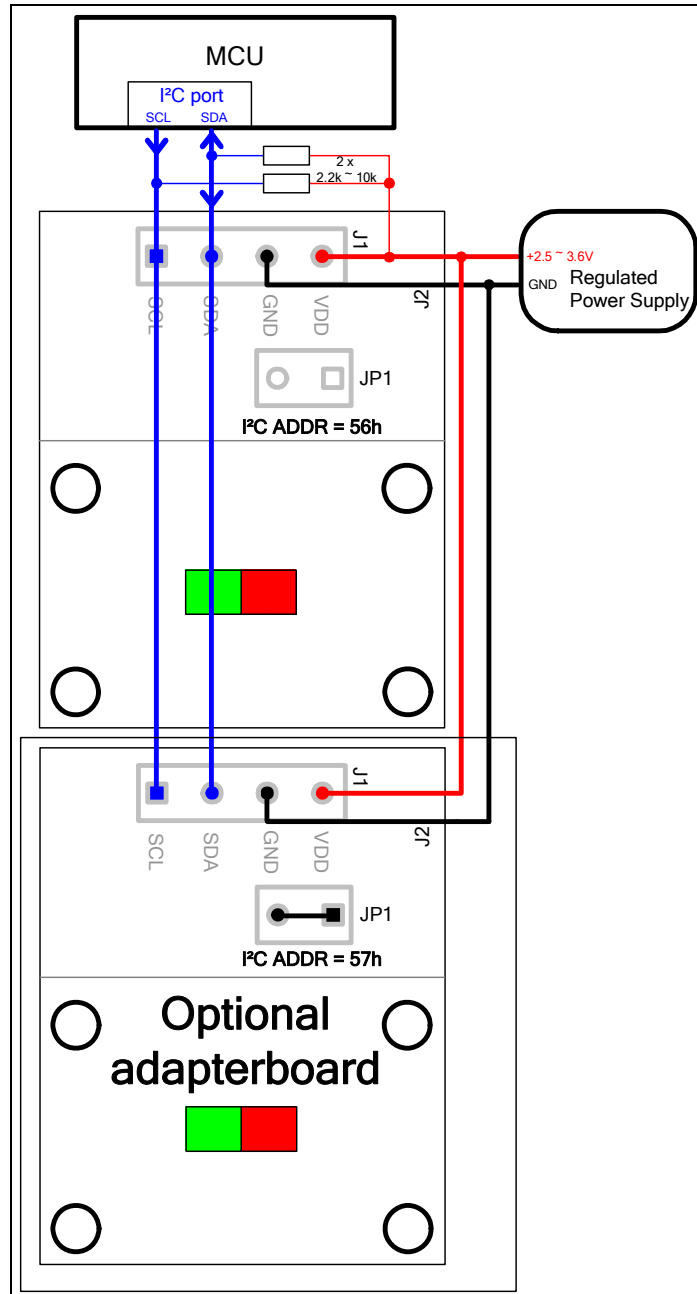 MCU
I²C port
SCL SDA
2 x
2.2k ~ 10k
+2.5 ~ 3.6V
GND
Regulated
Power Supply
J1
J2
SCL SDA GND VDD
JP1
I²C ADDR = 56h
J1
J2
SCL SDA GND VDD
JP1
I²C ADDR = 57h
Optional
adapterboard